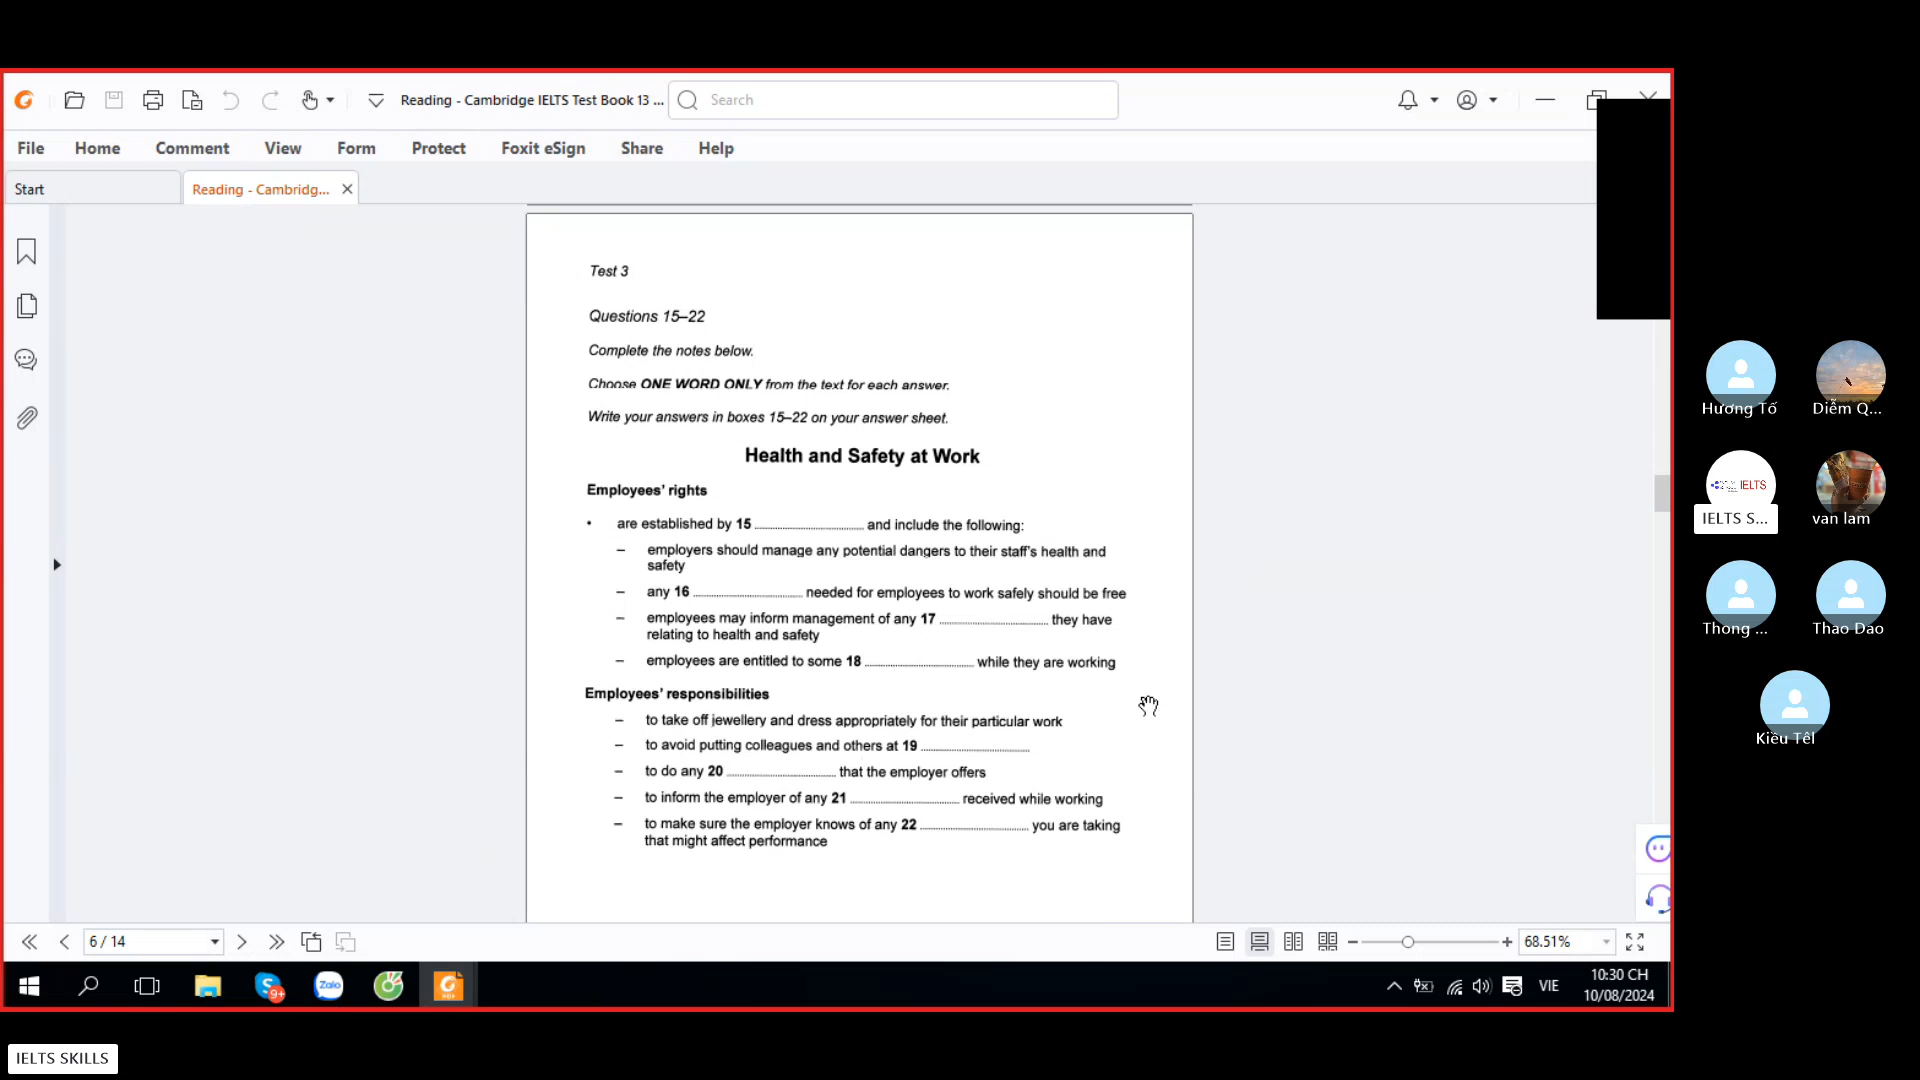 Reading - Cambridge IELTS Test Book 13 ...
Search
File Home Comment View Form Protect Foxit eSign Share Help
Start
Reading - Cambridg...
Test 3
Questions 15–22
Complete the notes below.
Choose ONE WORD ONLY from the text for each answer.
Write your answers in boxes 15–22 on your answer sheet.
Health and Safety at Work
Employees' rights
• are established by 15 .............................. and include the following:
– employers should manage any potential dangers to their staff's health and
safety
– any 16 .............................. needed for employees to work safely should be free
– employees may inform management of any 17 .............................. they have
relating to health and safety
– employees are entitled to some 18 .............................. while they are working
Employees' responsibilities
– to take off jewellery and dress appropriately for their particular work
– to avoid putting colleagues and others at 19 ..............................
– to do any 20 .............................. that the employer offers
– to inform the employer of any 21 .............................. received while working
– to make sure the employer knows of any 22 .............................. you are taking
that might affect performance
6 / 14
68.51%
9+
Zalo
PDF
VIE
10:30 CH
10/08/2024
Hương Tố
Diễm Q...
IELTS
IELTS S...
van lam
Thong ...
Thao Dao
Kiều Têl
IELTS SKILLS